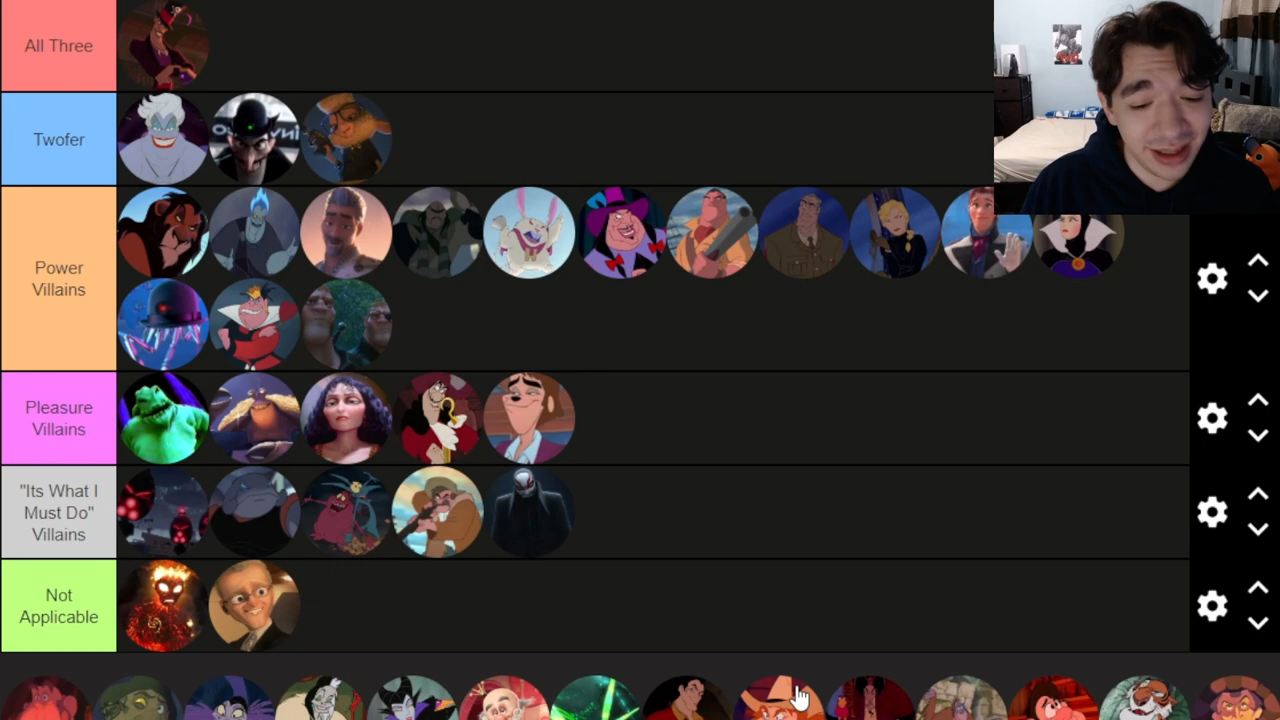 All Three
Twofer
Power
Villains
Pleasure
Villains
"Its What I
Must Do"
Villains
Not
Applicable